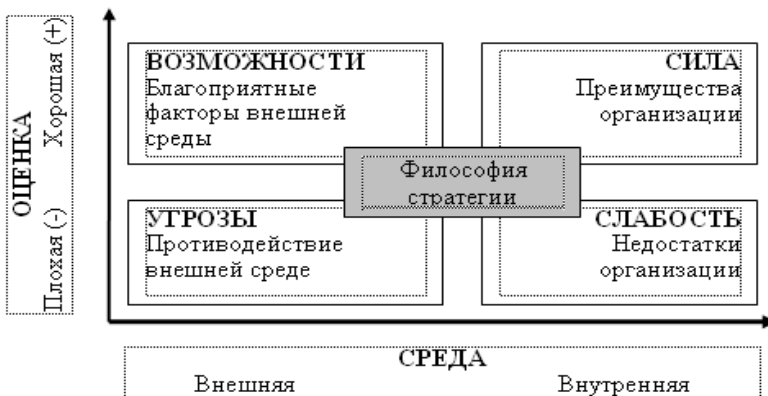 ОЦЕНКА
Хорошая (+)
Плохая (-)
ВОЗМОЖНОСТИ
Благоприятные
факторы внешней
среды
СИЛА
Преимущества
организации
Философия
стратегии
УГРОЗЫ
Противодействие
внешней среде
СЛАБОСТЬ
Недостатки
организации
СРЕДА
Внешняя
Внутренняя